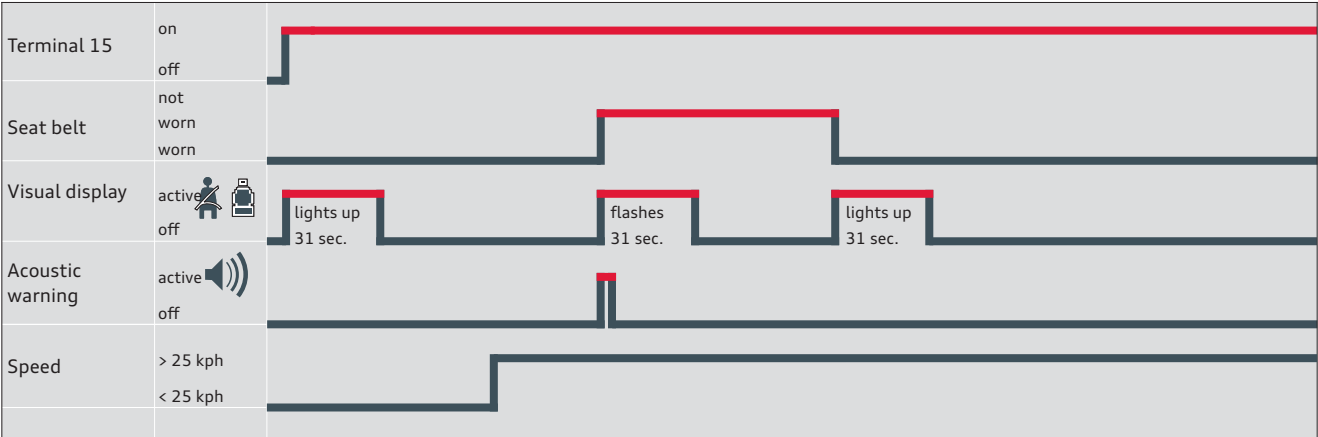 Terminal 15
on
off
Seat belt
not
worn
worn
Visual display
active
off
lights up
31 sec.
flashes
31 sec.
lights up
31 sec.
Acoustic
warning
active
off
Speed
> 25 kph
< 25 kph